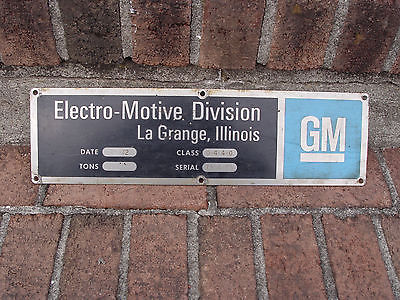 Electro-Motive Division
La Grange, Illinois
GM
DATE
CLASS
TONS
SERIAL